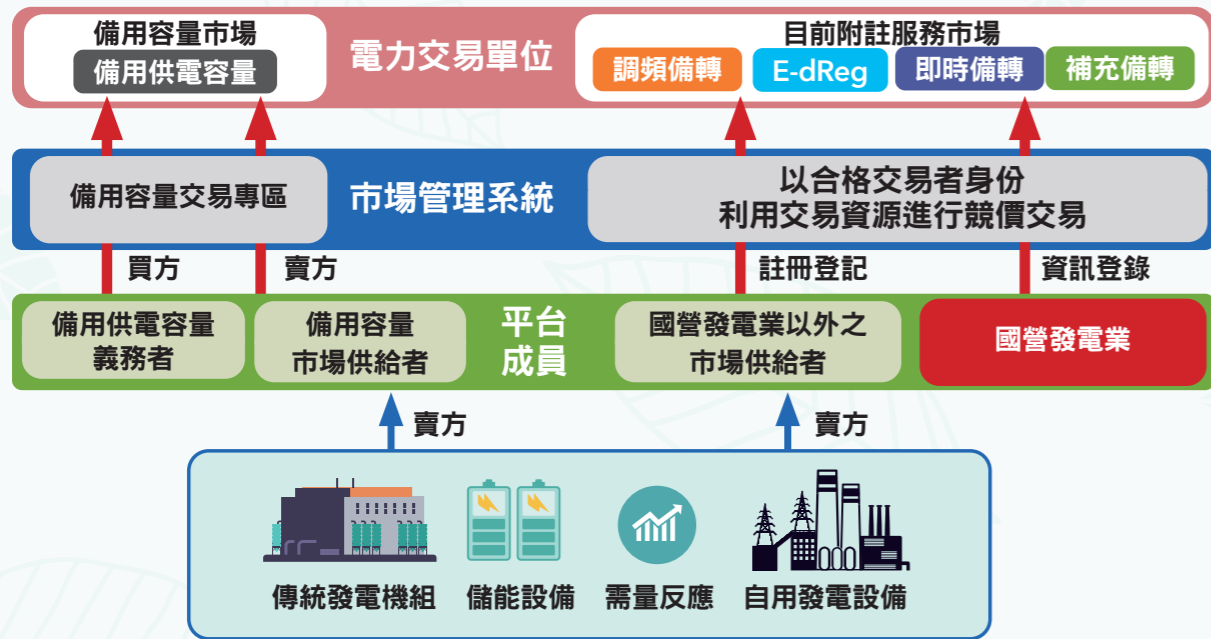 備用容量市場
備用供電容量
電力交易單位
目前附註服務市場
調頻備轉
E-dReg
即時備轉
補充備轉
備用容量交易專區
市場管理系統
以合格交易者身份
利用交易資源進行競價交易
買方
賣方
註冊登記
資訊登錄
備用供電容量
義務者
備用容量
市場供給者
平台
成員
國營發電業以外之
市場供給者
國營發電業
賣方
賣方
傳統發電機組
儲能設備
需量反應
自用發電設備